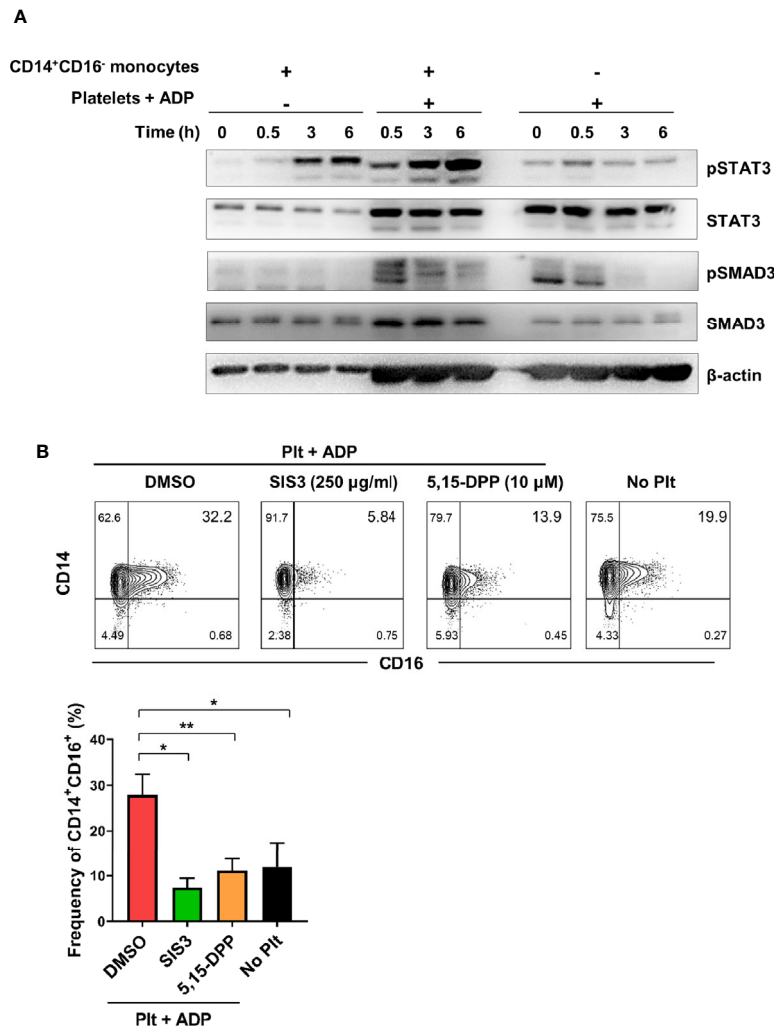 A
CD14⁺CD16⁻ monocytes + + -
Platelets + ADP - + +
Time (h) 0 0.5 3 6 0.5 3 6 0 0.5 3 6
pSTAT3
STAT3
pSMAD3
SMAD3
β-actin
B
Plt + ADP
DMSO SIS3 (250 μg/ml) 5,15-DPP (10 μM) No Plt
62.6 32.2 91.7 5.84 79.7 13.9 75.5 19.9
CD14
4.49 0.68 2.38 0.75 5.93 0.45 4.33 0.27
CD16
Frequency of CD14⁺CD16⁺ (%)
*
**
*
40
30
20
10
0
DMSO SIS3 5,15-DPP No Plt
Plt + ADP